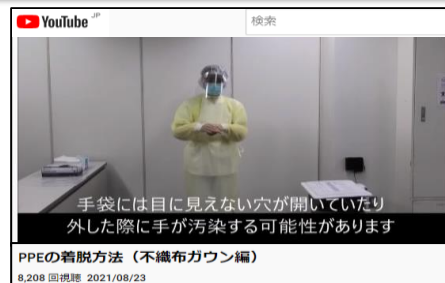 YouTube JP
検索
手袋には目に見えない穴が開いていたり
外した際に手が汚染する可能性があります
PPEの着脱方法（不織布ガウン編）
8,208 回視聴 2021/08/23